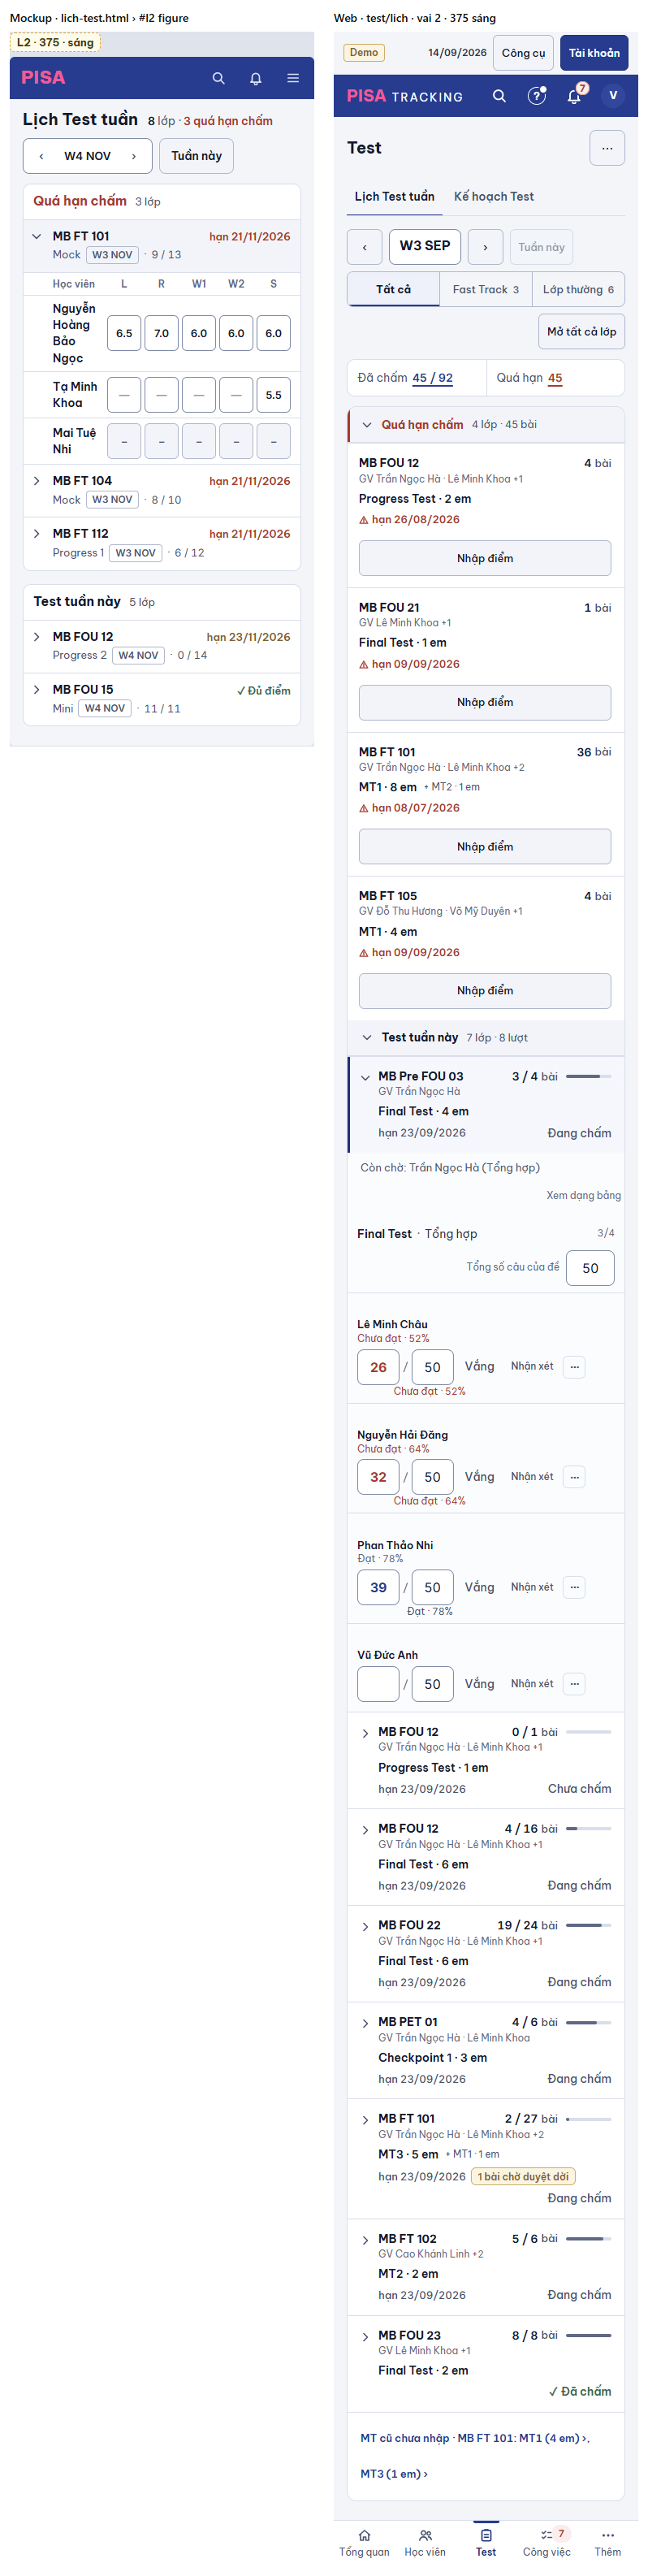 Mockup · lich-test.html › #l2 figure
L2 · 375 · sáng
PISA
Lịch Test tuần 8 lớp · 3 quá hạn chấm
‹ W4 NOV › Tuần này
Quá hạn chấm 3 lớp
MB FT 101 hạn 21/11/2026
Mock W3 NOV · 9 / 13
Học viên L R W1 W2 S
Nguyễn Hoàng Bảo Ngọc 6.5 7.0 6.0 6.0 6.0
Tạ Minh Khoa — — — — 5.5
Mai Tuệ Nhi – – – – –
MB FT 104 hạn 21/11/2026
Mock W3 NOV · 8 / 10
MB FT 112 hạn 21/11/2026
Progress 1 W3 NOV · 6 / 12
Test tuần này 5 lớp
MB FOU 12 hạn 23/11/2026
Progress 2 W4 NOV · 0 / 14
MB FOU 15 ✓ Đủ điểm
Mini W4 NOV · 11 / 11
Web · test/lich · vai 2 · 375 sáng
Demo 14/09/2026 Công cụ Tài khoản
PISA TRACKING ? 7 V
Test ···
Lịch Test tuần Kế hoạch Test
‹ W3 SEP › Tuần này
Tất cả Fast Track 3 Lớp thường 6
Mở tất cả lớp
Đã chấm 45 / 92 Quá hạn 45
Quá hạn chấm 4 lớp · 45 bài
MB FOU 12 4 bài
GV Trần Ngọc Hà · Lê Minh Khoa +1
Progress Test · 2 em
⚠ hạn 26/08/2026
Nhập điểm
MB FOU 21 1 bài
GV Lê Minh Khoa +1
Final Test · 1 em
⚠ hạn 09/09/2026
Nhập điểm
MB FT 101 36 bài
GV Trần Ngọc Hà · Lê Minh Khoa +2
MT1 · 8 em + MT2 · 1 em
⚠ hạn 08/07/2026
Nhập điểm
MB FT 105 4 bài
GV Đỗ Thu Hương · Võ Mỹ Duyên +1
MT1 · 4 em
⚠ hạn 09/09/2026
Nhập điểm
Test tuần này 7 lớp · 8 lượt
MB Pre FOU 03 3 / 4 bài
GV Trần Ngọc Hà
Final Test · 4 em
hạn 23/09/2026 Đang chấm
Còn chờ: Trần Ngọc Hà (Tổng hợp)
Xem dạng bảng
Final Test · Tổng hợp 3/4
Tổng số câu của đề 50
Lê Minh Châu
Chưa đạt · 52%
26 / 50 Vắng Nhận xét ···
Chưa đạt · 52%
Nguyễn Hải Đăng
Chưa đạt · 64%
32 / 50 Vắng Nhận xét ···
Chưa đạt · 64%
Phan Thảo Nhi
Đạt · 78%
39 / 50 Vắng Nhận xét ···
Đạt · 78%
Vũ Đức Anh
/ 50 Vắng Nhận xét ···
MB FOU 12 0 / 1 bài
GV Trần Ngọc Hà · Lê Minh Khoa +1
Progress Test · 1 em
hạn 23/09/2026 Chưa chấm
MB FOU 12 4 / 16 bài
GV Trần Ngọc Hà · Lê Minh Khoa +1
Final Test · 6 em
hạn 23/09/2026 Đang chấm
MB FOU 22 19 / 24 bài
GV Trần Ngọc Hà · Lê Minh Khoa +1
Final Test · 6 em
hạn 23/09/2026 Đang chấm
MB PET 01 4 / 6 bài
GV Trần Ngọc Hà · Lê Minh Khoa
Checkpoint 1 · 3 em
hạn 23/09/2026 Đang chấm
MB FT 101 2 / 27 bài
GV Trần Ngọc Hà · Lê Minh Khoa +2
MT3 · 5 em + MT1 · 1 em
hạn 23/09/2026 1 bài chờ duyệt dời
Đang chấm
MB FT 102 5 / 6 bài
GV Cao Khánh Linh +2
MT2 · 2 em
hạn 23/09/2026 Đang chấm
MB FOU 23 8 / 8 bài
GV Lê Minh Khoa +1
Final Test · 2 em
✓ Đã chấm
MT cũ chưa nhập · MB FT 101: MT1 (4 em) ›,
MT3 (1 em) ›
7
Tổng quan Học viên Test Công việc Thêm